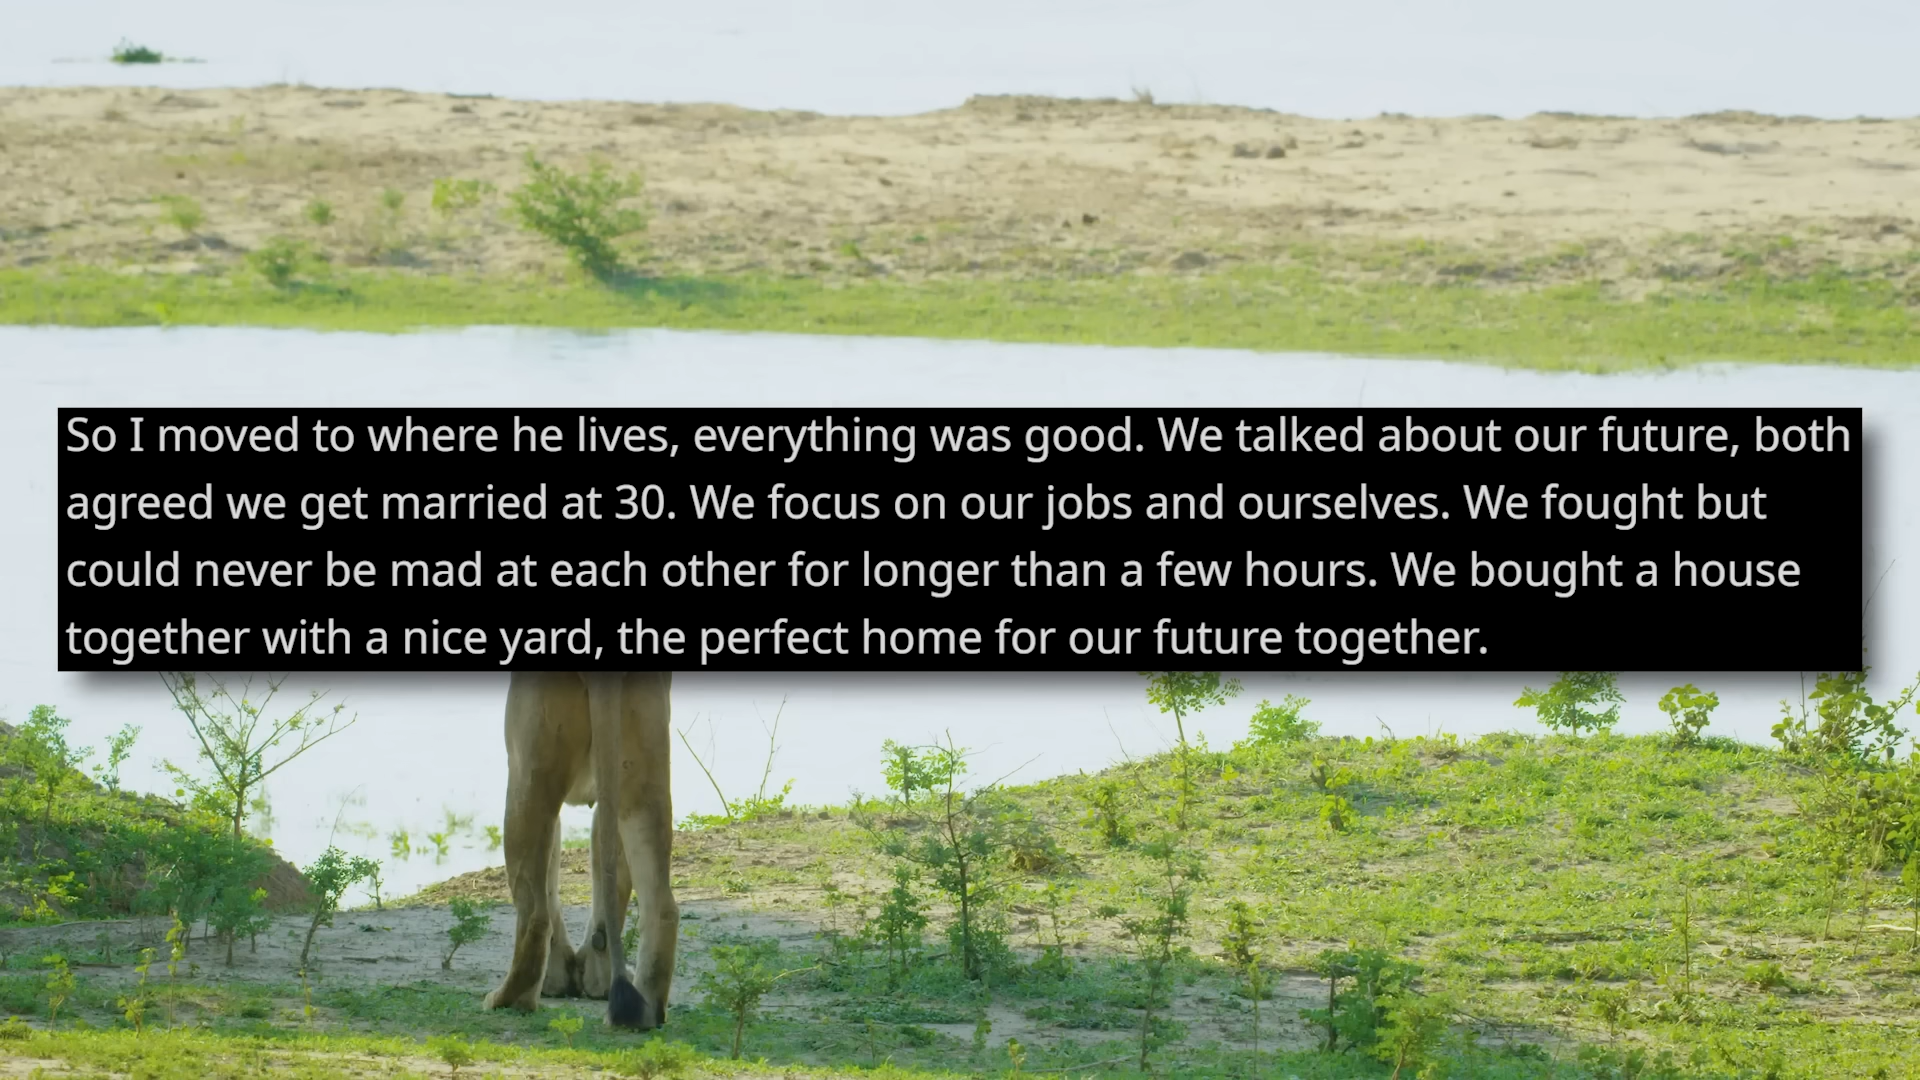 So I moved to where he lives, everything was good. We talked about our future, both
agreed we get married at 30. We focus on our jobs and ourselves. We fought but
could never be mad at each other for longer than a few hours. We bought a house
together with a nice yard, the perfect home for our future together.